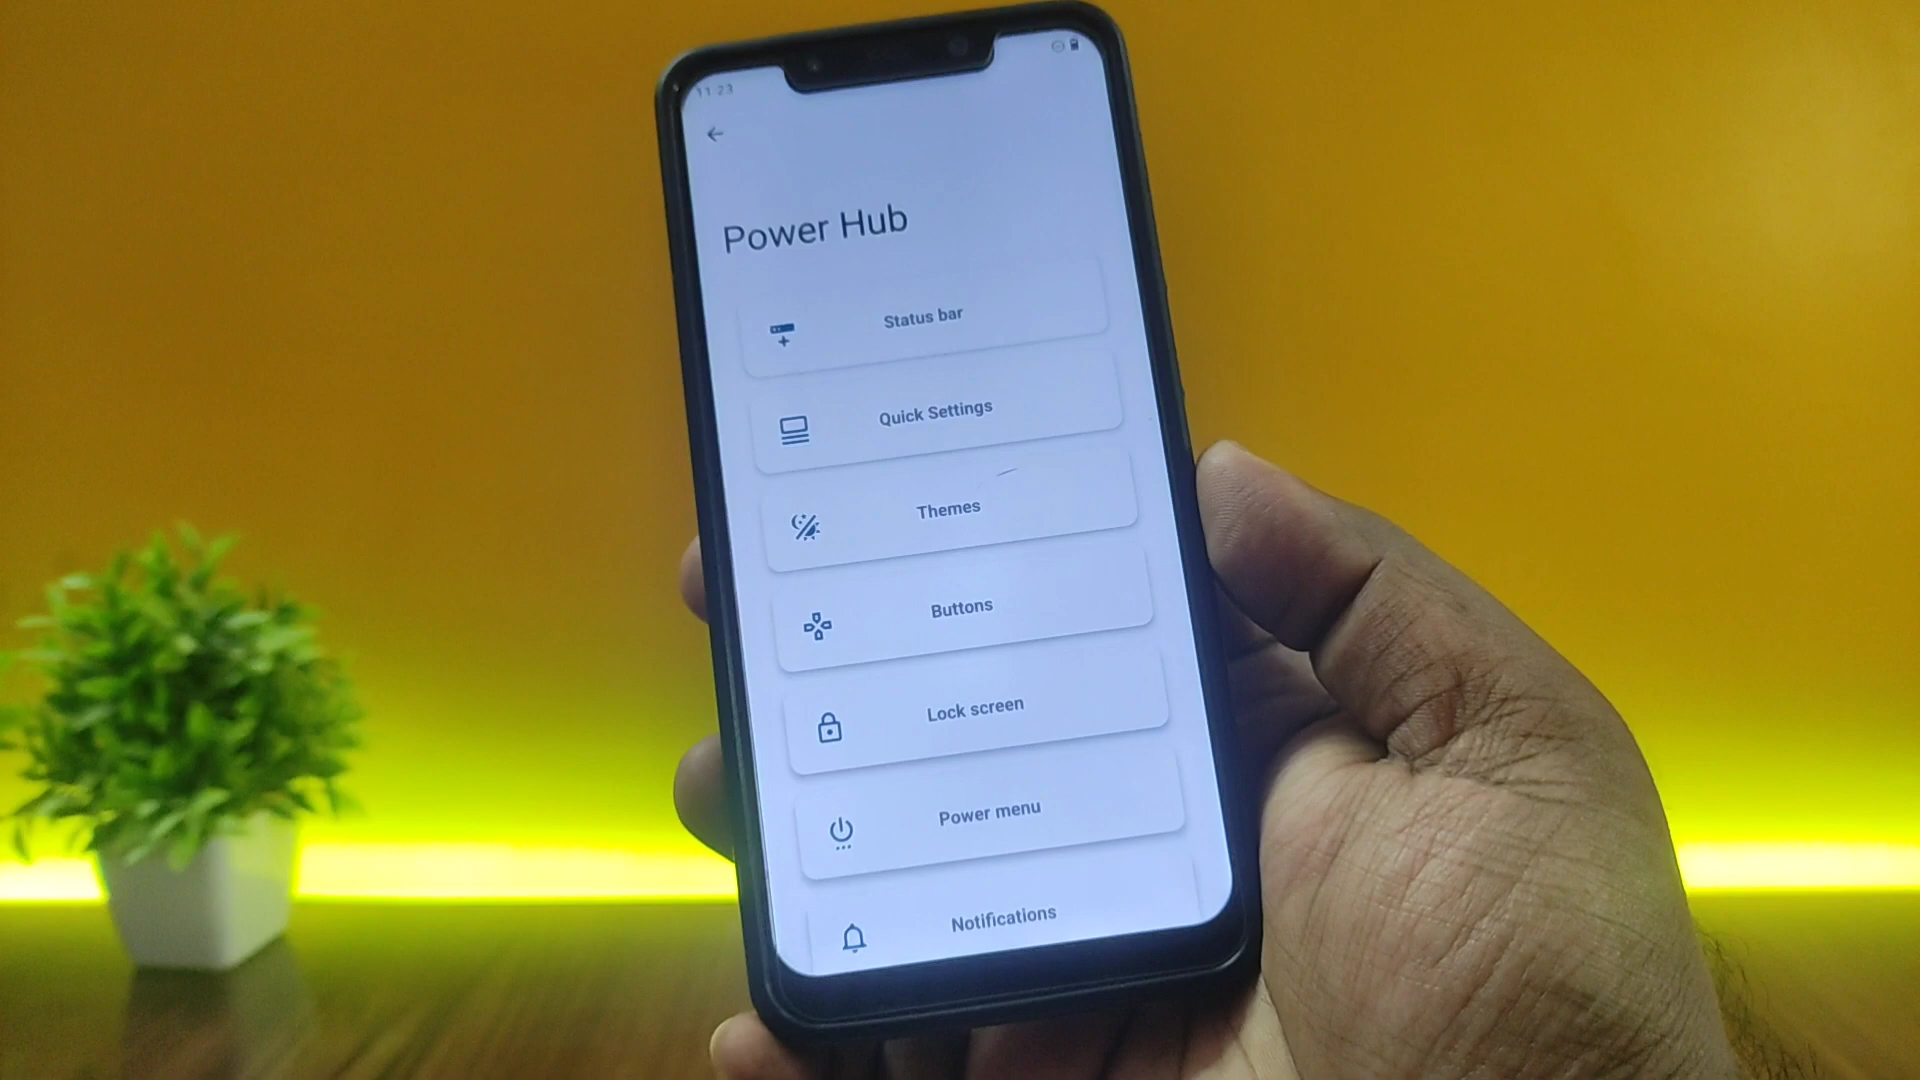 11:23
Power Hub
Status bar
Quick Settings
Themes
Buttons
Lock screen
Power menu
Notifications